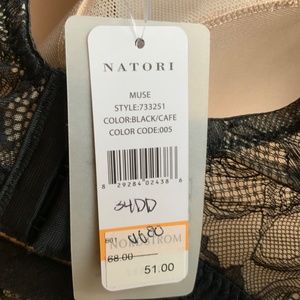 NATORI
MUSE
STYLE:733251
COLOR:BLACK/CAFE
COLOR CODE:005
8 29284 02438 6
34DD
NORDSTROM
68.00
51.00